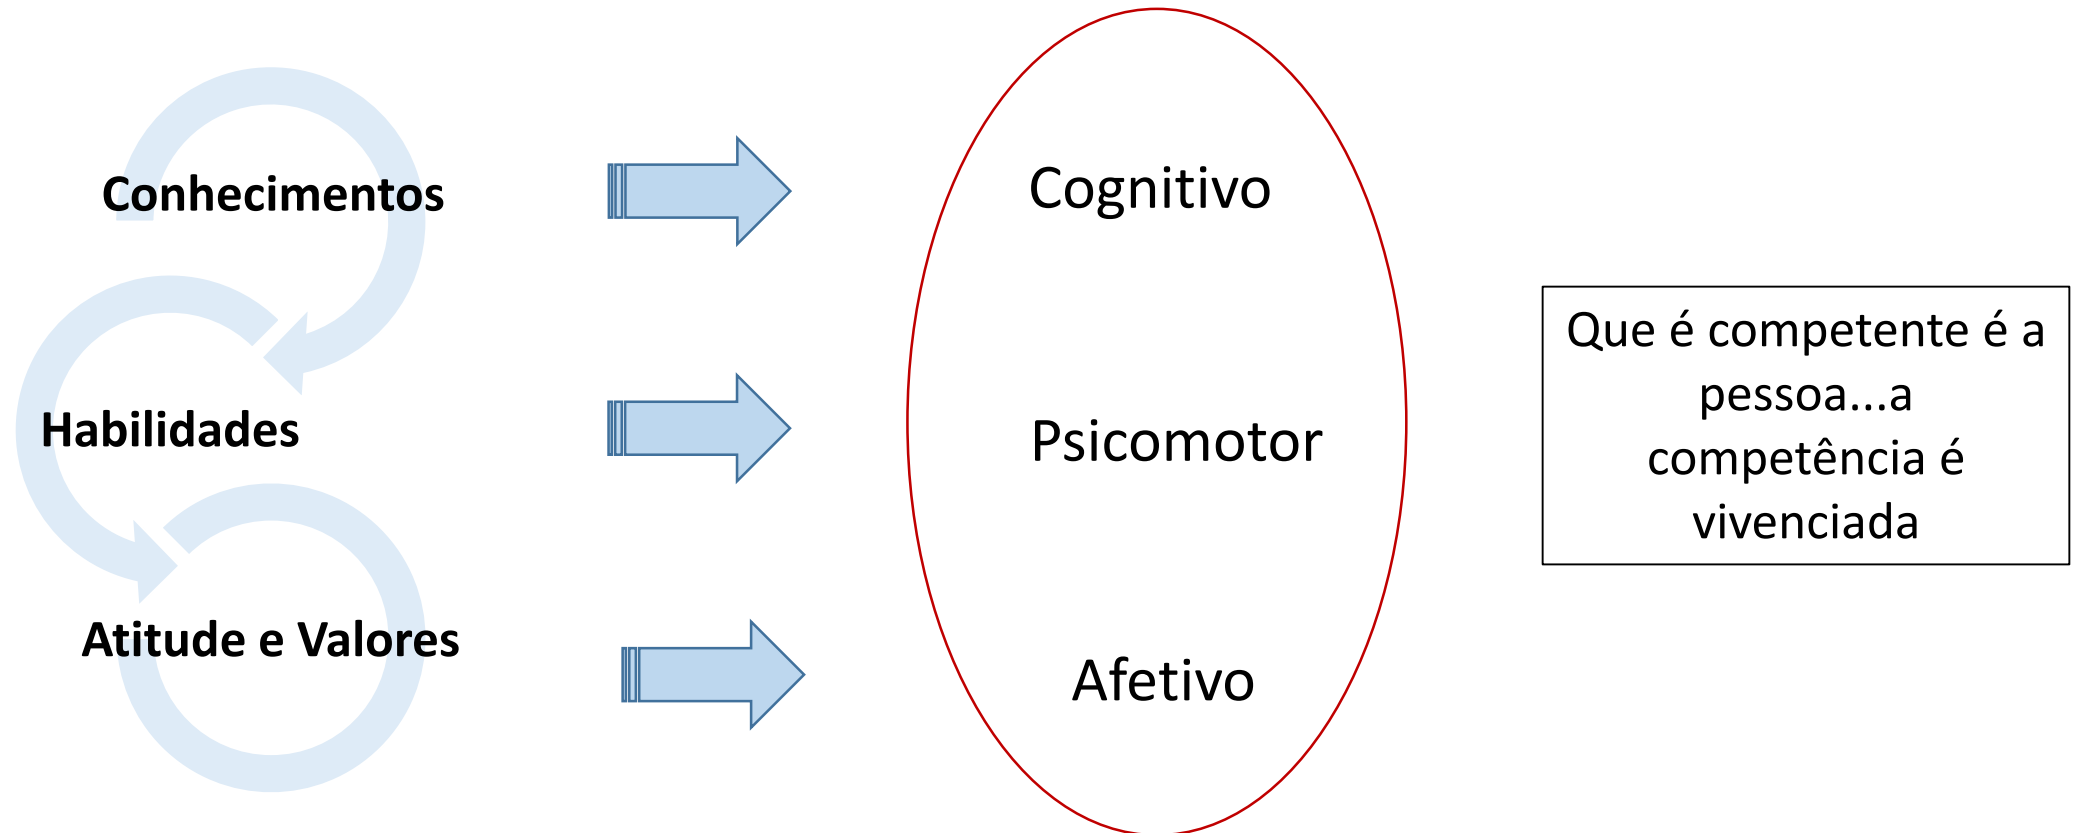 Conhecimentos
Cognitivo
Habilidades
Psicomotor
Atitude e Valores
Afetivo
Que é competente é a
pessoa...a
competência é
vivenciada